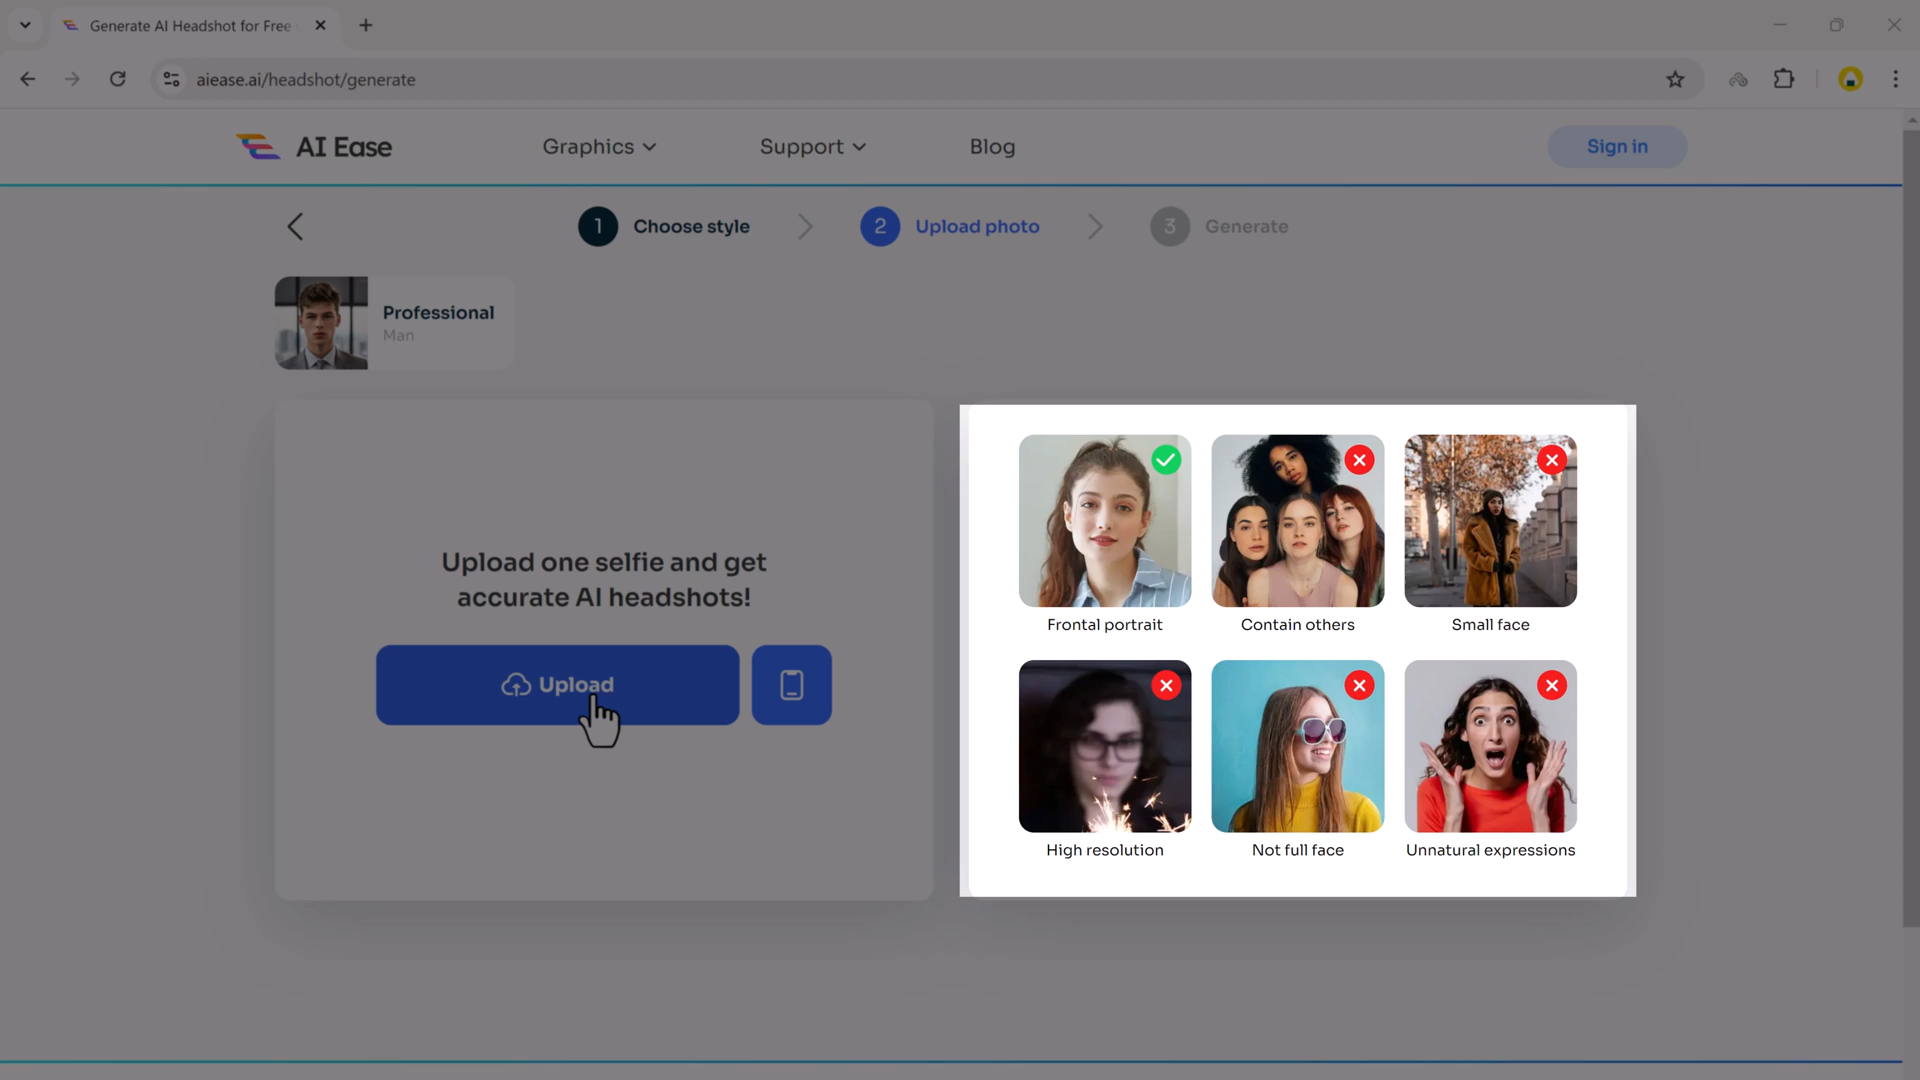 Generate AI Headshot for Free
aiease.ai/headshot/generate
AI Ease
Graphics
Support
Blog
Sign in
1
Choose style
2
Upload photo
3
Generate
Professional
Man
Upload one selfie and get
accurate AI headshots!
Upload
Frontal portrait
Contain others
Small face
High resolution
Not full face
Unnatural expressions